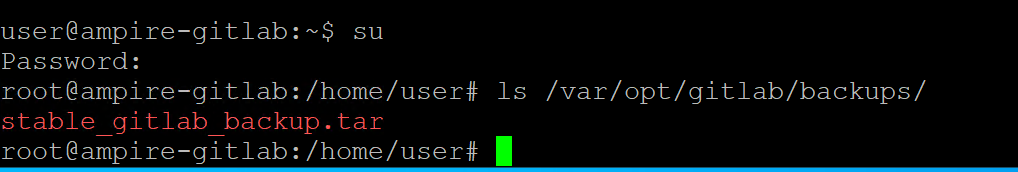 user@ampire-gitlab:~$ su
Password:
root@ampire-gitlab:/home/user# ls /var/opt/gitlab/backups/
stable_gitlab_backup.tar
root@ampire-gitlab:/home/user#